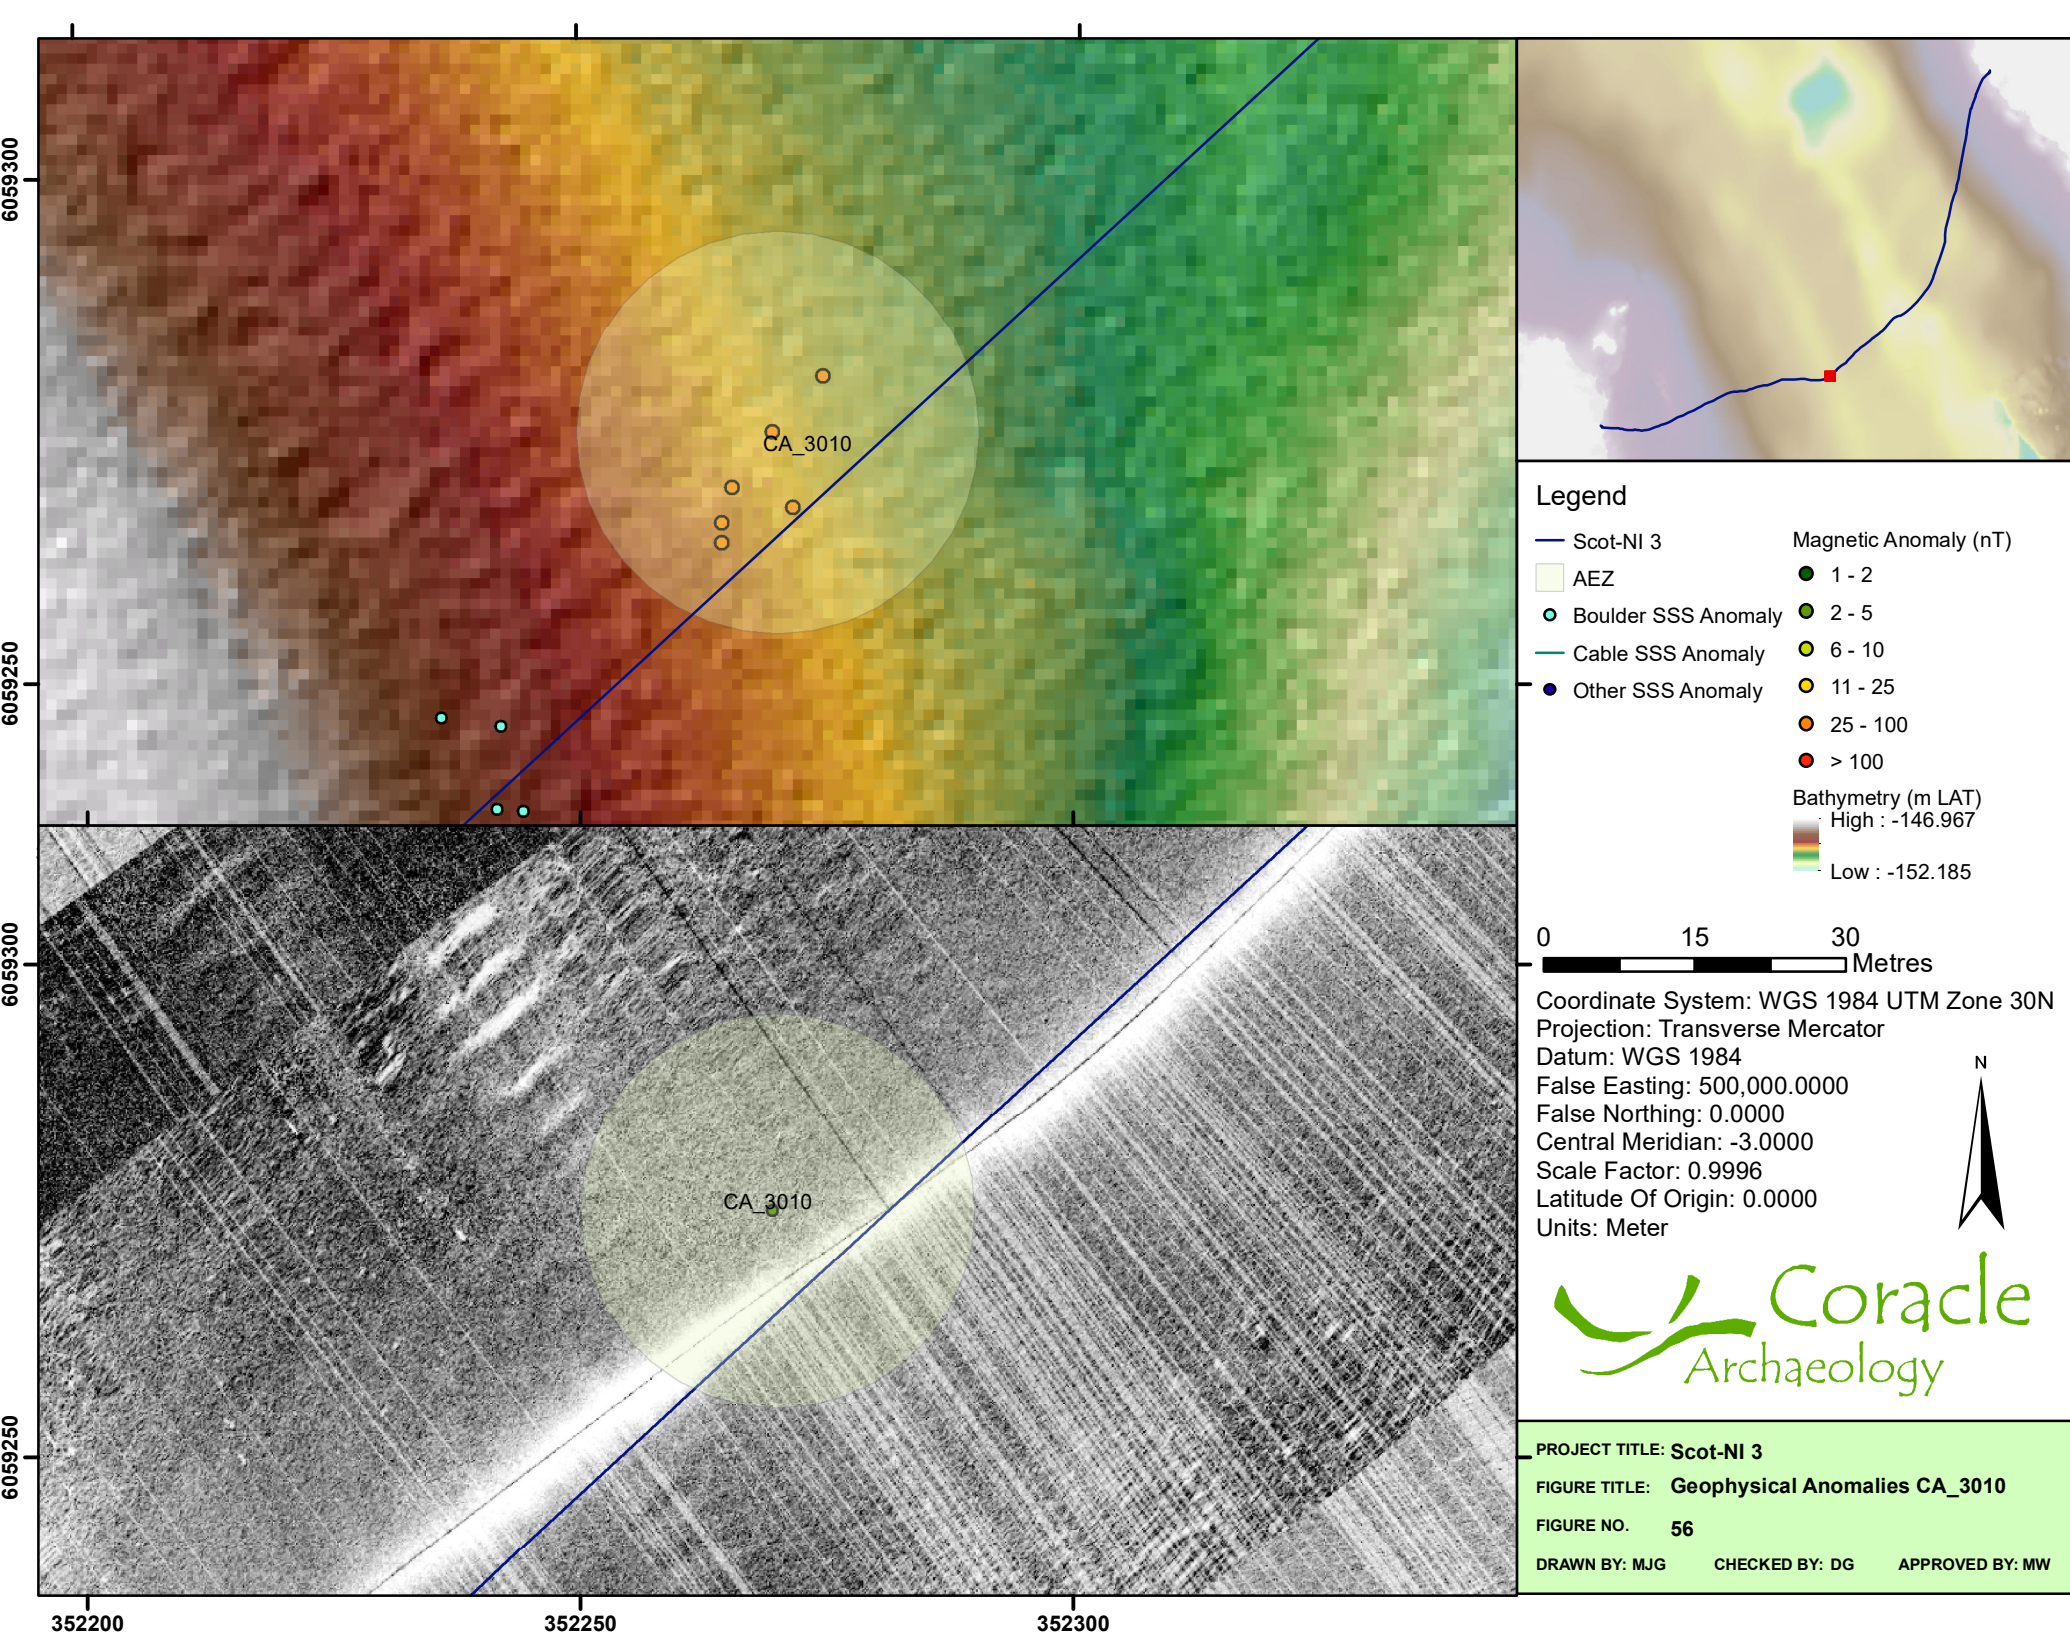 6059300
6059250
CA_3010
6059300
6059250
CA_3010
352200
352250
352300
Legend
Scot-NI 3
AEZ
Boulder SSS Anomaly
Cable SSS Anomaly
Other SSS Anomaly
Magnetic Anomaly (nT)
1 - 2
2 - 5
6 - 10
11 - 25
25 - 100
> 100
Bathymetry (m LAT)
High : -146.967
Low : -152.185
0 15 30
Metres
Coordinate System: WGS 1984 UTM Zone 30N
Projection: Transverse Mercator
Datum: WGS 1984
False Easting: 500,000.0000
False Northing: 0.0000
Central Meridian: -3.0000
Scale Factor: 0.9996
Latitude Of Origin: 0.0000
Units: Meter
N
Coracle
Archaeology
PROJECT TITLE: Scot-NI 3
FIGURE TITLE: Geophysical Anomalies CA_3010
FIGURE NO. 56
DRAWN BY: MJG CHECKED BY: DG APPROVED BY: MW